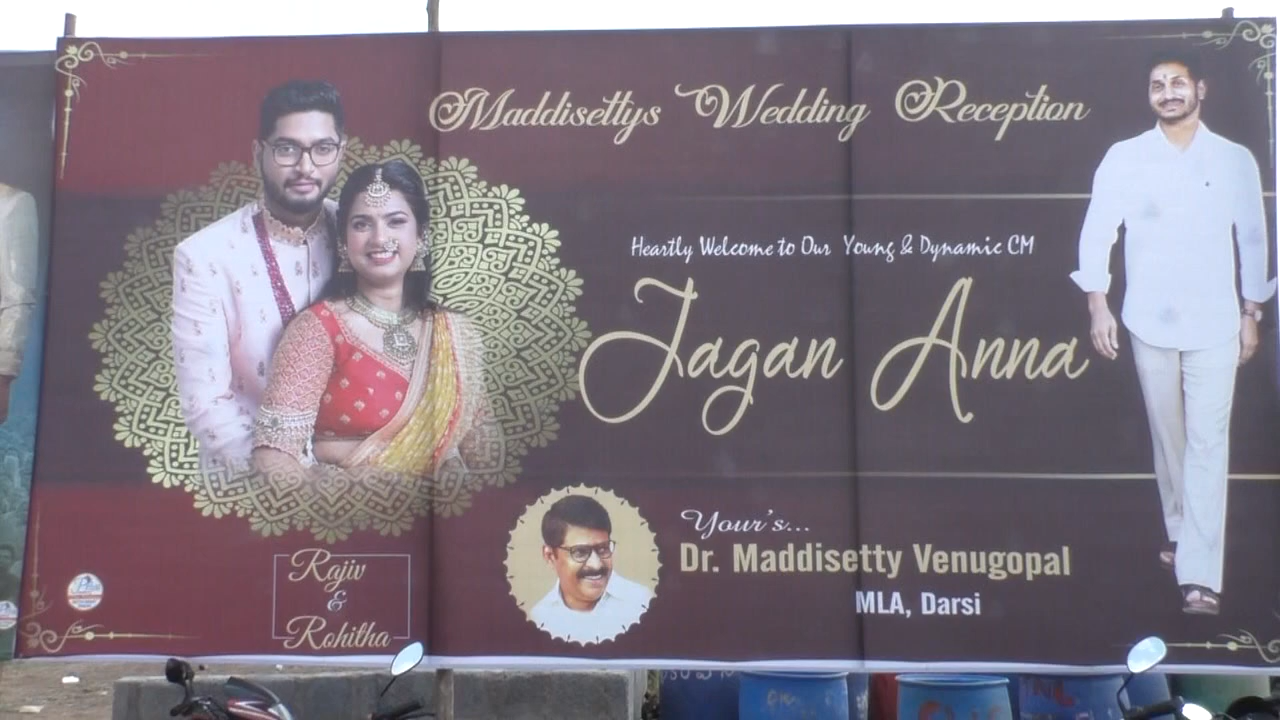 Maddisettys Wedding Reception
Heartly Welcome to Our Young & Dynamic CM
Jagan Anna
Your's...
Dr. Maddisetty Venugopal
MLA, Darsi
Rajiv
&
Rohitha